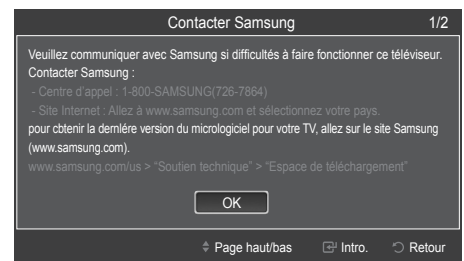 Contacter Samsung 1/2
Veuillez communiquer avec Samsung si difficultés à faire fonctionner ce téléviseur.
Contacter Samsung :
- Centre d'appel : 1-800-SAMSUNG(726-7864)
- Site Internet : Allez à www.samsung.com et sélectionnez votre pays.
pour cbtenir la dernlére version du micrologiciel pour votre TV, allez sur le site Samsung
(www.samsung.com).
www.samsung.com/us > “Soutien technique” > “Espace de téléchargement”
OK
Page haut/bas Intro. Retour